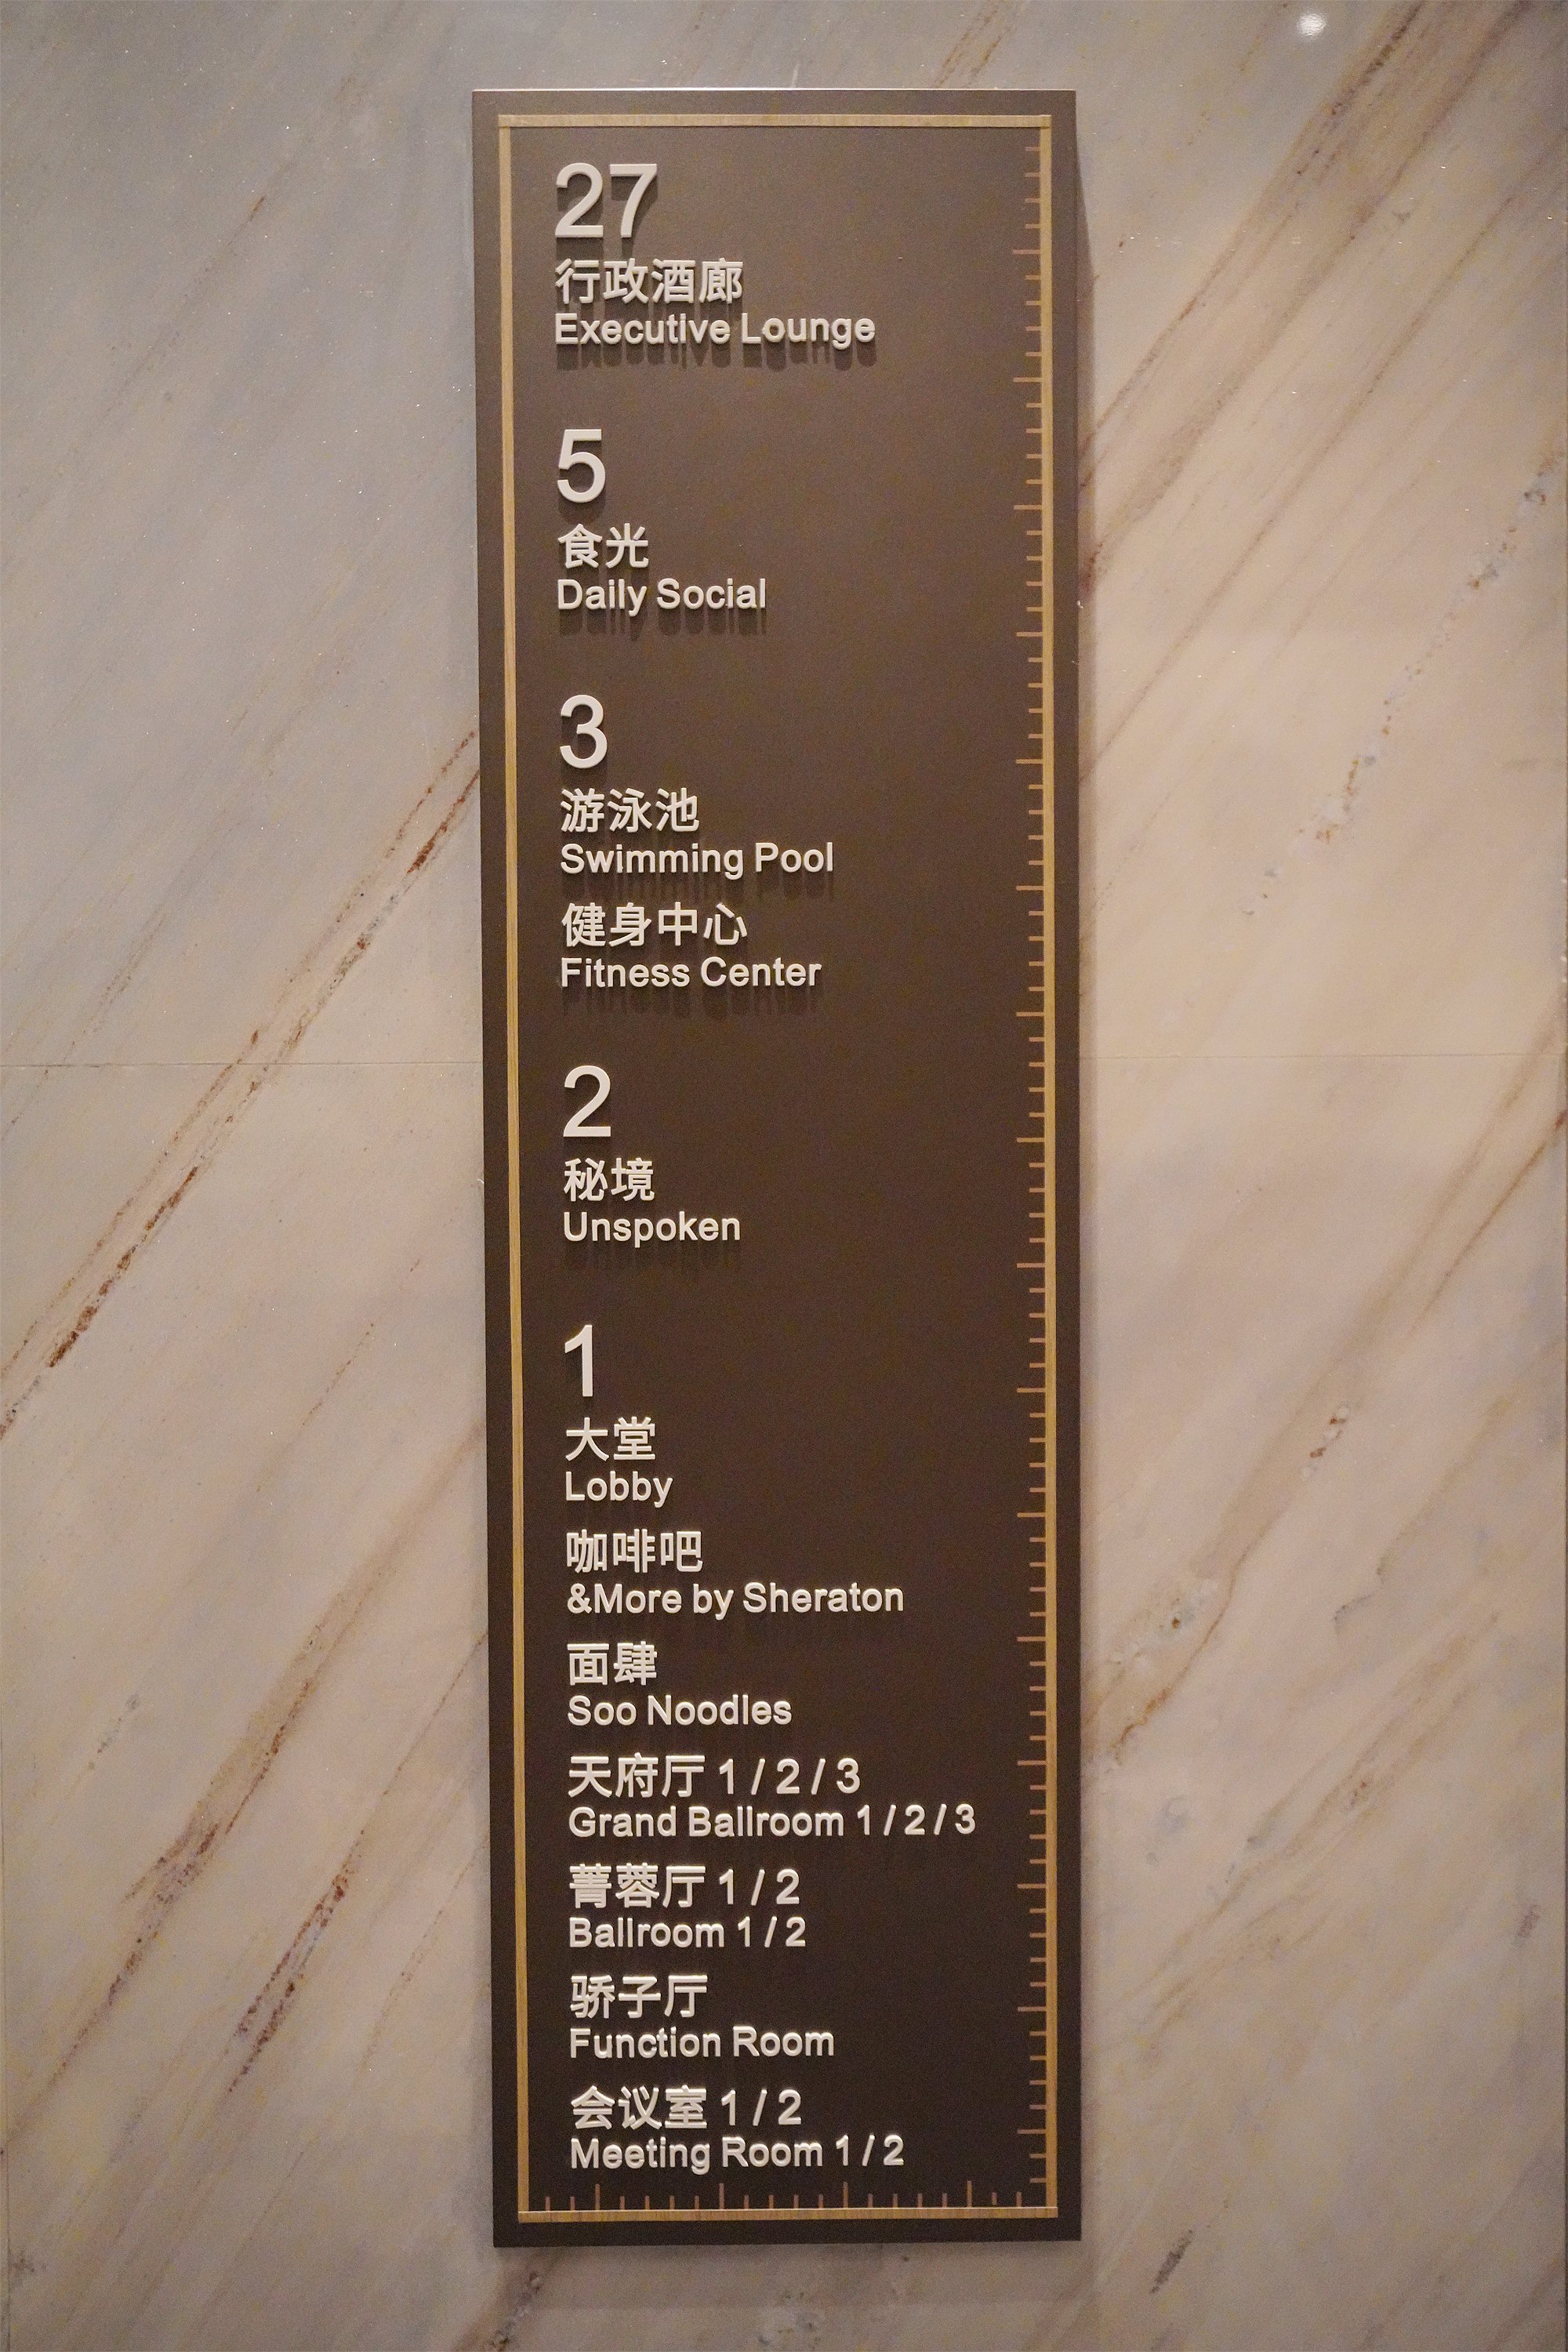 27
行政酒廊
Executive Lounge
5
食光
Daily Social
3
游泳池
Swimming Pool
健身中心
Fitness Center
2
秘境
Unspoken
1
大堂
Lobby
咖啡吧
&More by Sheraton
面肆
Soo Noodles
天府厅 1 / 2 / 3
Grand Ballroom 1 / 2 / 3
菁蓉厅 1 / 2
Ballroom 1 / 2
骄子厅
Function Room
会议室 1 / 2
Meeting Room 1 / 2